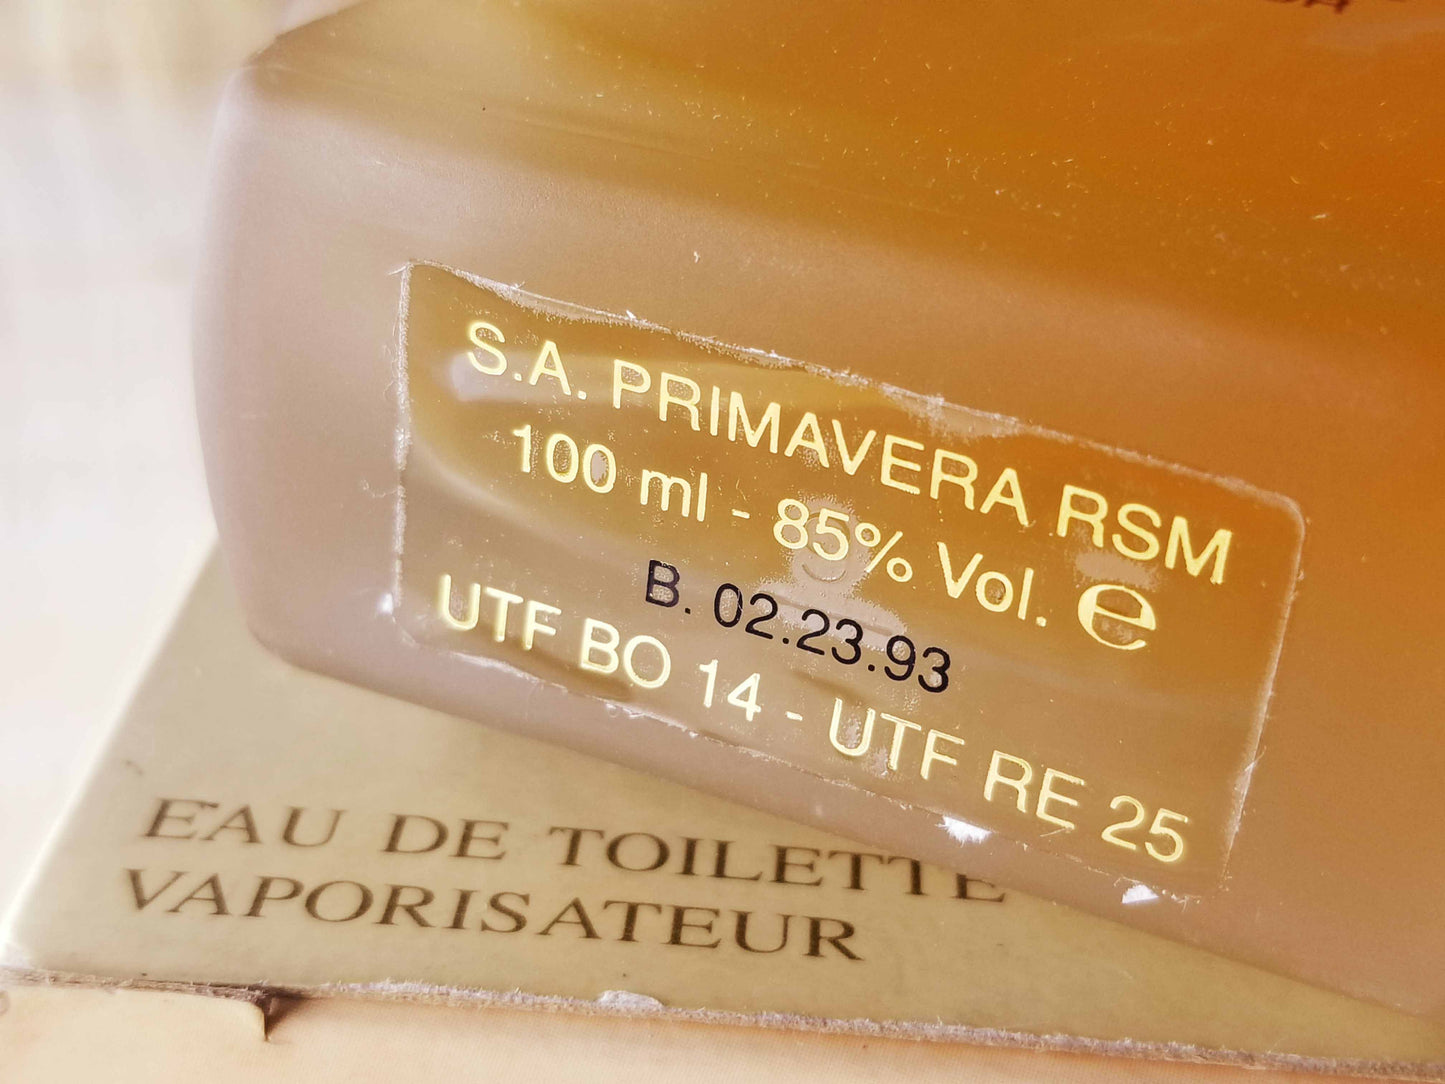 S.A. PRIMAVERA RSM
100 ml - 85% Vol. ℮
B. 02.23.93
UTF BO 14 - UTF RE 25
EAU DE TOILETTE
VAPORISATEUR